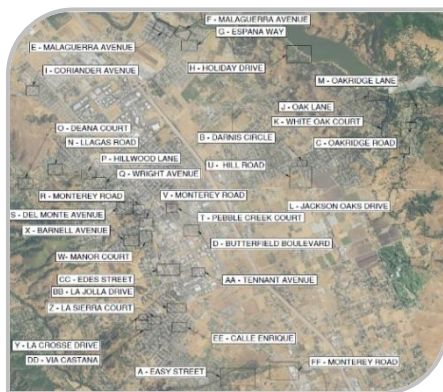 F - MALAGUERRA AVENUE
G - ESPANA WAY
E - MALAGUERRA AVENUE
I - CORIANDER AVENUE
H - HOLIDAY DRIVE
M - OAKRIDGE LANE
J - OAK LANE
K - WHITE OAK COURT
O - DEANA COURT
B - DARNIS CIRCLE
C - OAKRIDGE ROAD
N - LLAGAS ROAD
P - HILLWOOD LANE
U - HILL ROAD
Q - WRIGHT AVENUE
R - MONTEREY ROAD
V - MONTEREY ROAD
L - JACKSON OAKS DRIVE
S - DEL MONTE AVENUE
T - PEBBLE CREEK COURT
X - BARNELL AVENUE
D - BUTTERFIELD BOULEVARD
W- MANOR COURT
CC - EDES STREET
AA - TENNANT AVENUE
BB - LA JOLLA DRIVE
Z - LA SIERRA COURT
EE - CALLE ENRIQUE
Y - LA CROSSE DRIVE
DD - VIA CASTANA
FF - MONTEREY ROAD
A - EASY STREET